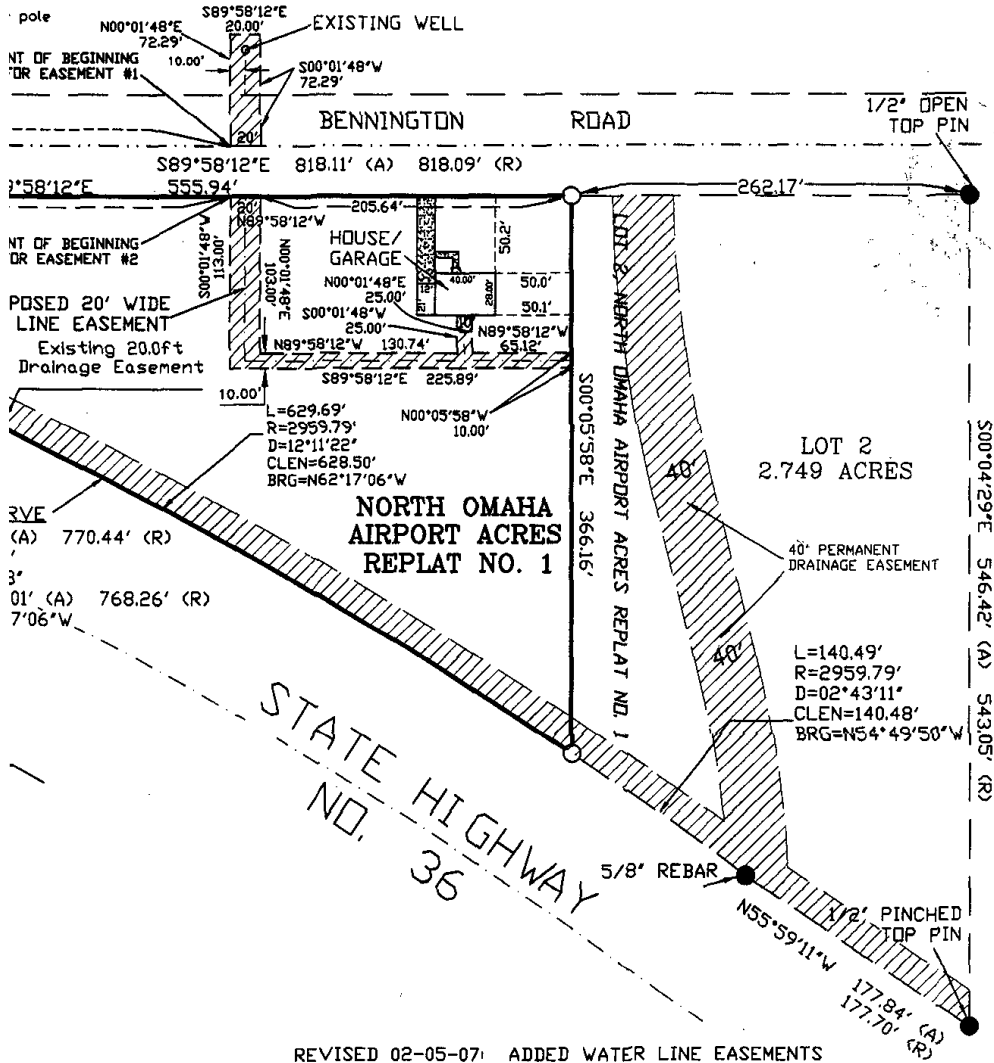 pole
S89°58'12"E
20.00'
N00°01'48"E
72.29'
EXISTING WELL
10.00'
S00°01'48"W
72.29'
NT OF BEGINNING
FOR EASEMENT #1
20'
BENNINGTON ROAD
1/2" OPEN
TOP PIN
S89°58'12"E 818.11' (A) 818.09' (R)
9°58'12"E 555.94'
262.17'
20'
205.64'
N89°58'12"W
NT OF BEGINNING
FOR EASEMENT #2
S00°01'48"W
113.00'
N00°01'48"E
103.00'
HOUSE/
GARAGE
50.2'
N00°01'48"E
25.00'
40.00'
28.00'
12'
12'
50.0'
50.1'
S00°01'48"W
25.00'
POSED 20' WIDE
LINE EASEMENT
Existing 20.0ft
Drainage Easement
N89°58'12"W 130.74'
N89°58'12"W
65.12'
S89°58'12"E 225.89'
10.00'
N00°05'58"W
10.00'
L=629.69'
R=2959.79'
D=12°11'22"
CLEN=628.50'
BRG=N62°17'06"W
S00°05'58"E 366.16'
LOT 2, NORTH OMAHA AIRPORT ACRES REPLAT NO. 1
40'
LOT 2
2.749 ACRES
S00°04'29"E 546.42' (A) 543.05' (R)
NORTH OMAHA
AIRPORT ACRES
REPLAT NO. 1
40' PERMANENT
DRAINAGE EASEMENT
RVE
(A) 770.44' (R)
8"
01' (A) 768.26' (R)
7'06"W
40'
L=140.49'
R=2959.79'
D=02°43'11"
CLEN=140.48'
BRG=N54°49'50"W
STATE HIGHWAY
NO. 36
5/8" REBAR
1/2" PINCHED
TOP PIN
N55°59'11"W
177.84' (A)
177.70' (R)
REVISED 02-05-07: ADDED WATER LINE EASEMENTS